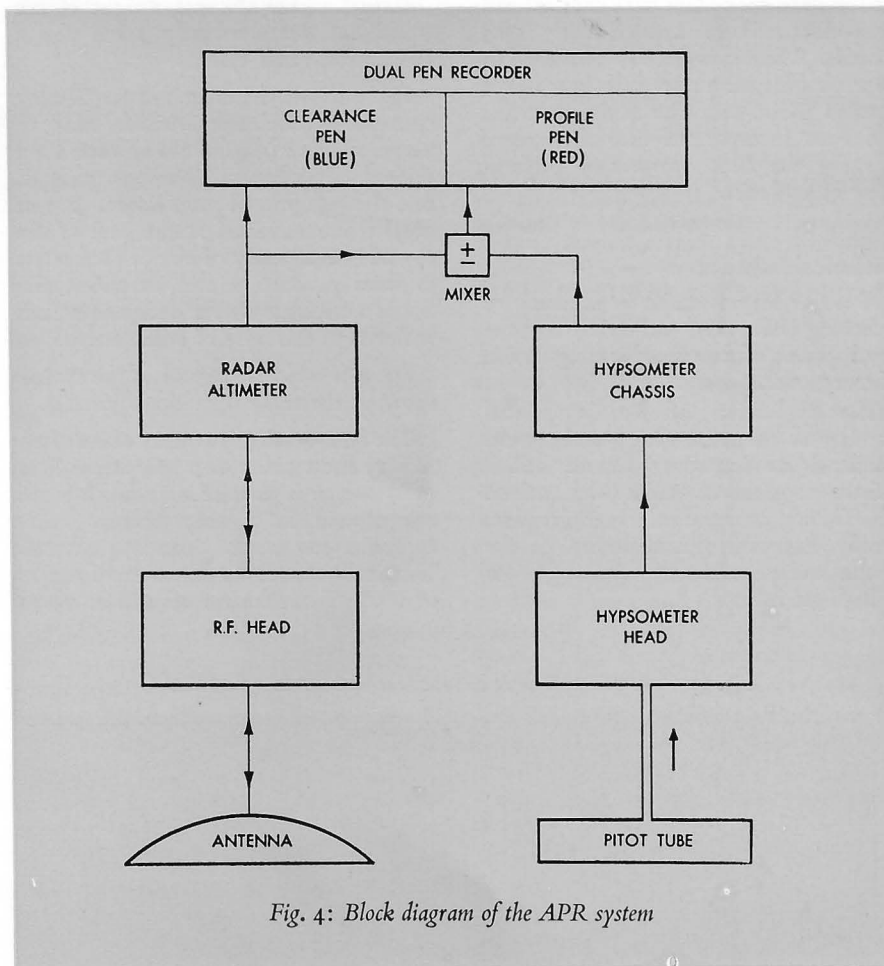 DUAL PEN RECORDER
CLEARANCE
PEN
(BLUE)
PROFILE
PEN
(RED)
±
MIXER
RADAR
ALTIMETER
HYPSOMETER
CHASSIS
R.F. HEAD
HYPSOMETER
HEAD
ANTENNA
PITOT TUBE
Fig. 4: Block diagram of the APR system